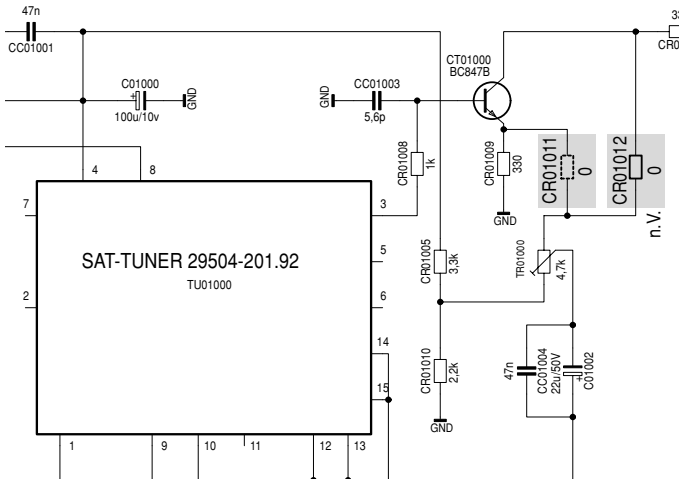 47n
CC01001
33
CR0
CT01000
BC847B
C01000
100u/10v
GND
GND
CC01003
5,6p
CR01008
1k
CR01009
330
GND
CR01011
0
CR01012
0
n.V.
4
8
7
3
SAT-TUNER 29504-201.92
TU01000
5
2
6
14
15
CR01005
3,3k
TR01000
4,7k
CR01010
2,2k
GND
47n
CC01004
22u/50V
C01002
1
9
10
11
12
13